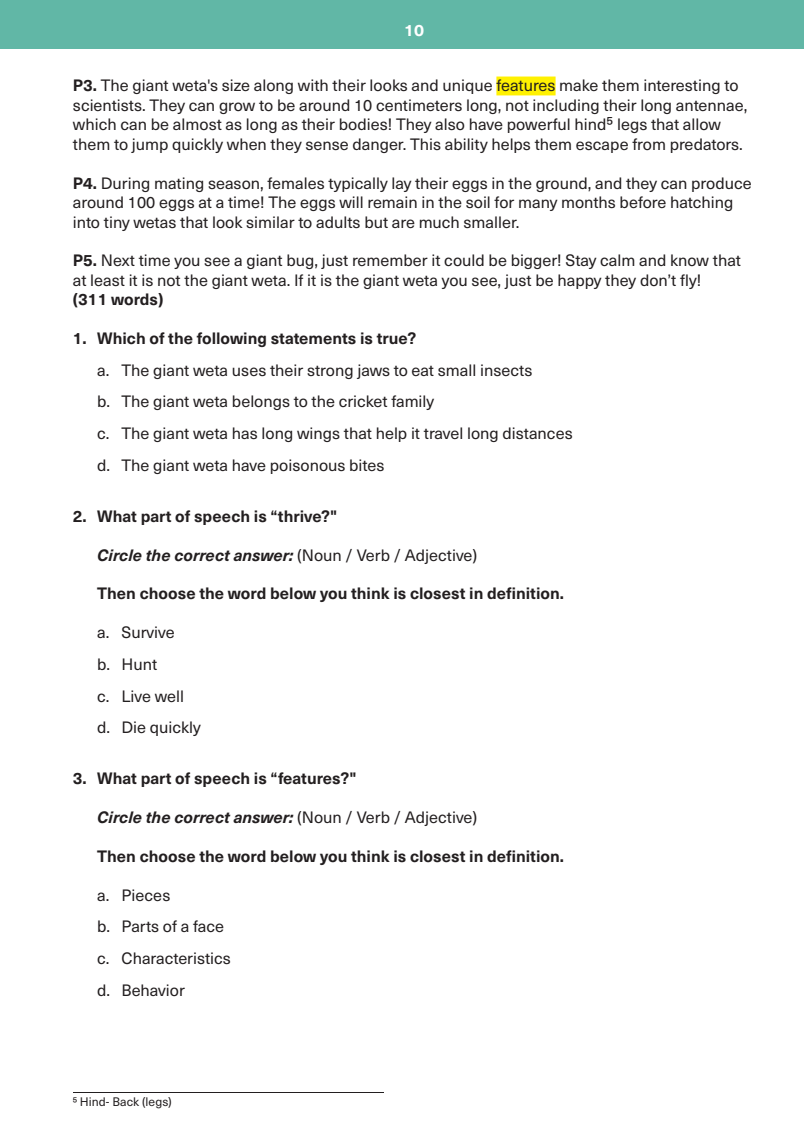 10
P3. The giant weta's size along with their looks and unique features make them interesting to
scientists. They can grow to be around 10 centimeters long, not including their long antennae,
which can be almost as long as their bodies! They also have powerful hind⁵ legs that allow
them to jump quickly when they sense danger. This ability helps them escape from predators.
P4. During mating season, females typically lay their eggs in the ground, and they can produce
around 100 eggs at a time! The eggs will remain in the soil for many months before hatching
into tiny wetas that look similar to adults but are much smaller.
P5. Next time you see a giant bug, just remember it could be bigger! Stay calm and know that
at least it is not the giant weta. If it is the giant weta you see, just be happy they don't fly!
(311 words)
1. Which of the following statements is true?
a. The giant weta uses their strong jaws to eat small insects
b. The giant weta belongs to the cricket family
c. The giant weta has long wings that help it travel long distances
d. The giant weta have poisonous bites
2. What part of speech is “thrive?"
Circle the correct answer: (Noun / Verb / Adjective)
Then choose the word below you think is closest in definition.
a. Survive
b. Hunt
c. Live well
d. Die quickly
3. What part of speech is “features?"
Circle the correct answer: (Noun / Verb / Adjective)
Then choose the word below you think is closest in definition.
a. Pieces
b. Parts of a face
c. Characteristics
d. Behavior
⁵ Hind- Back (legs)